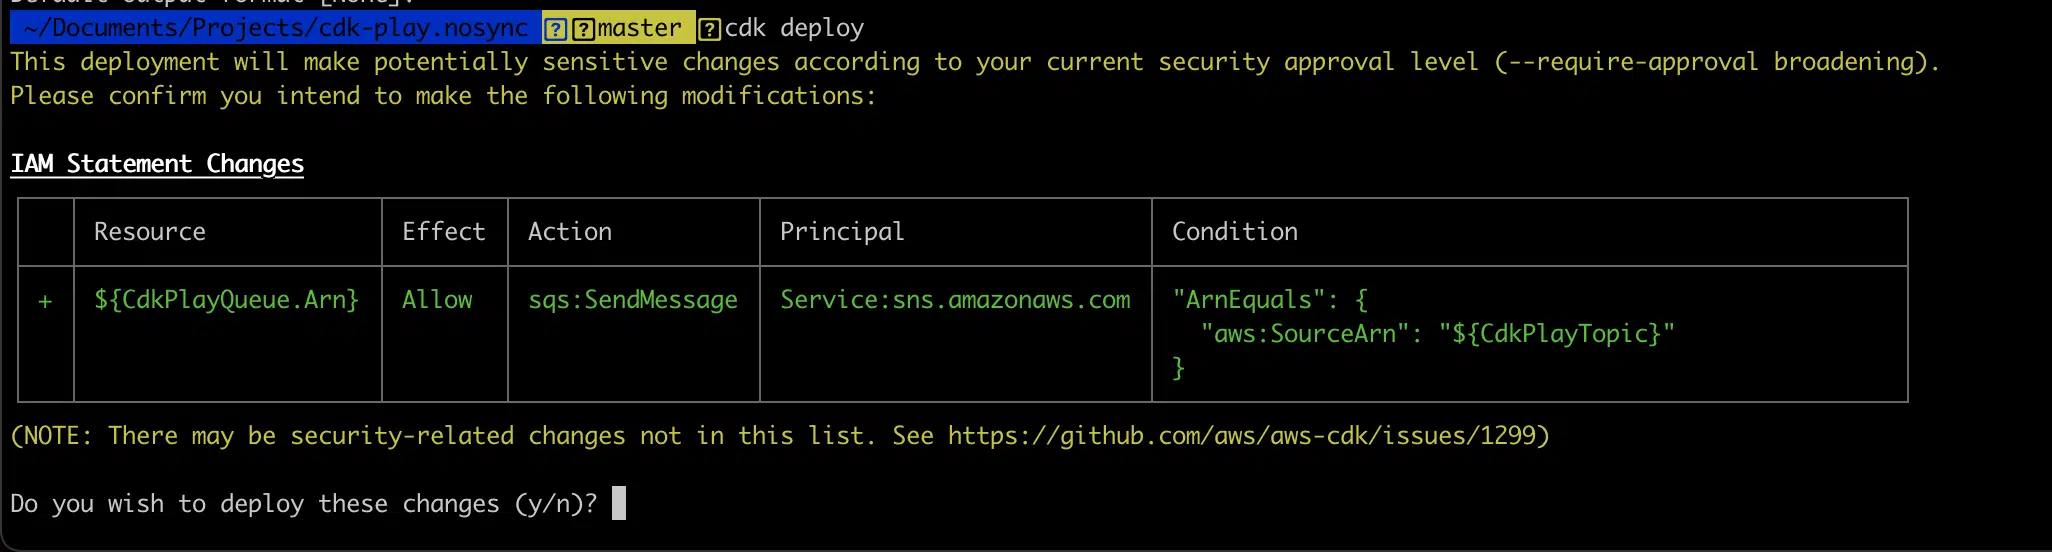 Default output format [None]:
~/Documents/Projects/cdk-play.nosync master cdk deploy
This deployment will make potentially sensitive changes according to your current security approval level (--require-approval broadening).
Please confirm you intend to make the following modifications:
IAM Statement Changes
Resource Effect Action Principal Condition
+ ${CdkPlayQueue.Arn} Allow sqs:SendMessage Service:sns.amazonaws.com "ArnEquals": {
"aws:SourceArn": "${CdkPlayTopic}"
}
(NOTE: There may be security-related changes not in this list. See https://github.com/aws/aws-cdk/issues/1299)
Do you wish to deploy these changes (y/n)?